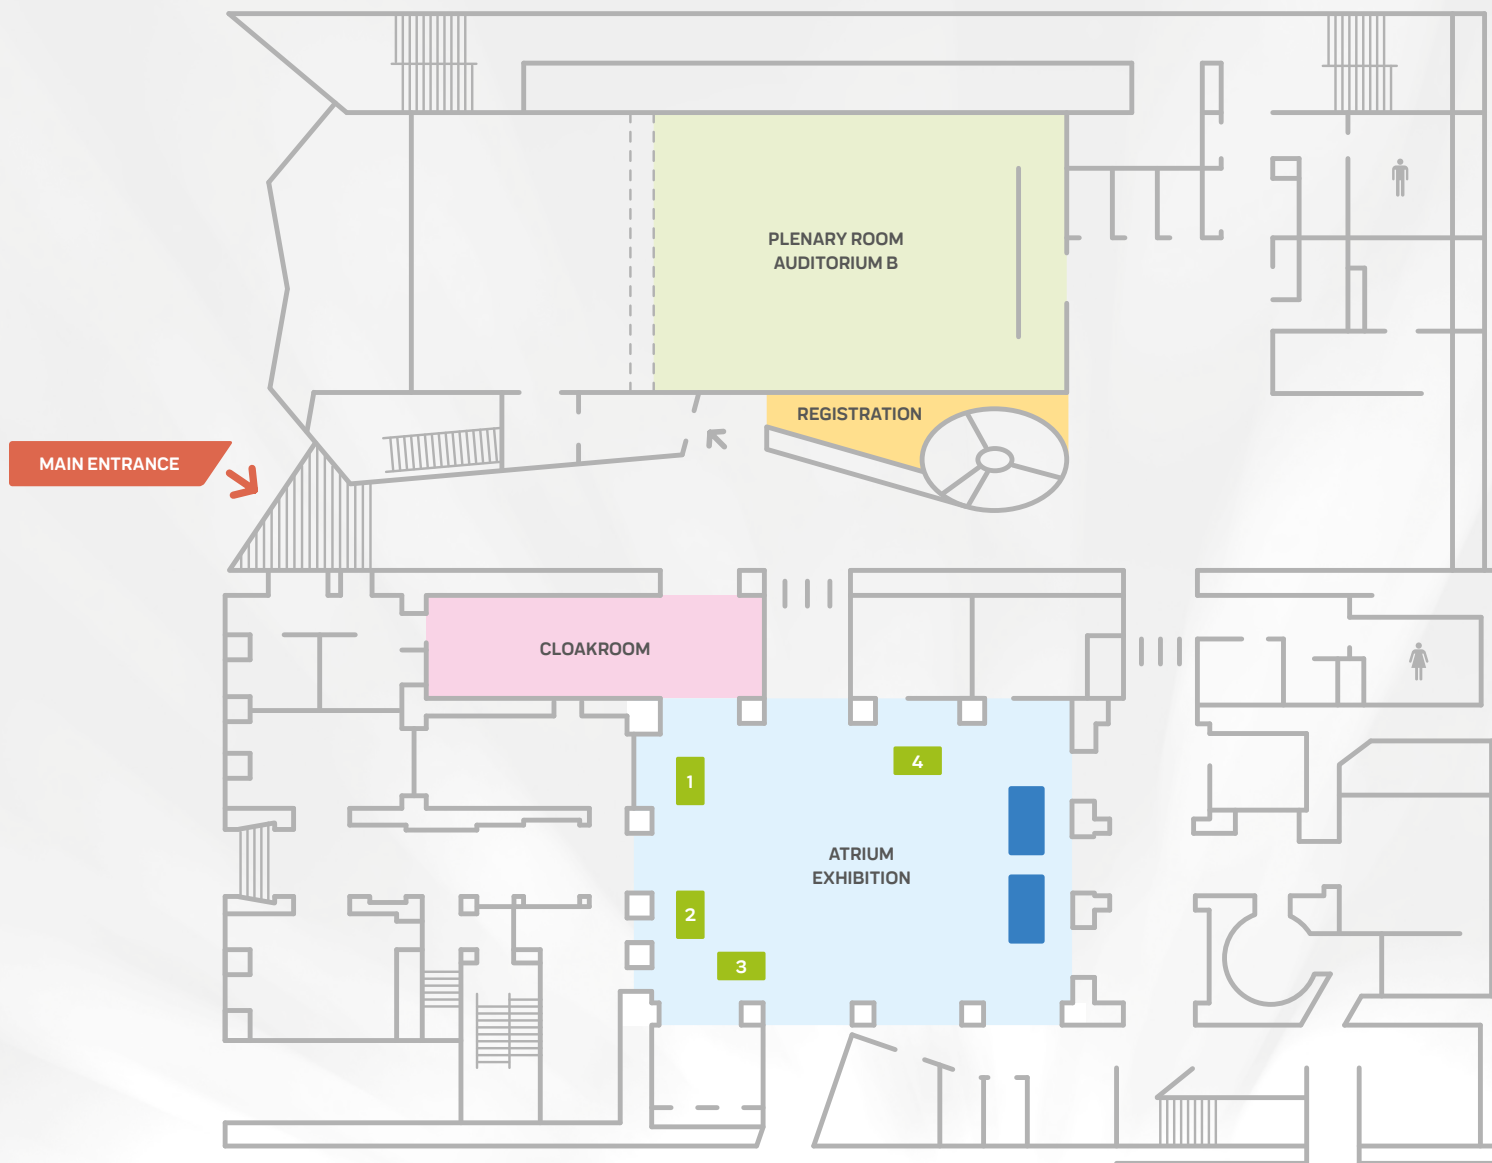 PLENARY ROOM
AUDITORIUM B
REGISTRATION
MAIN ENTRANCE
CLOAKROOM
1
4
ATRIUM
EXHIBITION
2
3